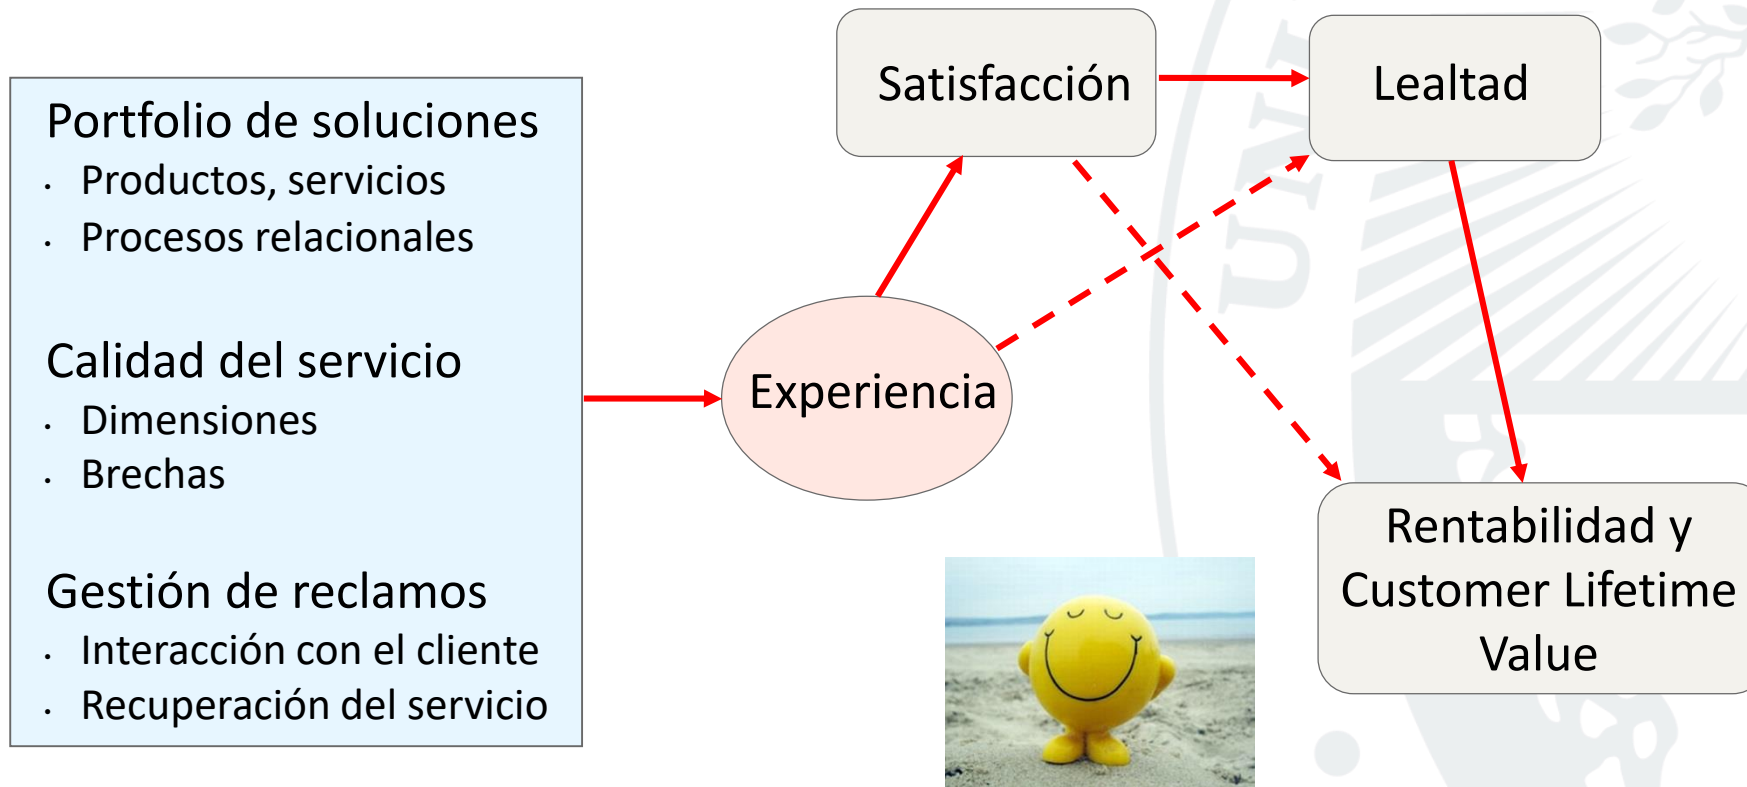 Portfolio de soluciones
· Productos, servicios
· Procesos relacionales
Calidad del servicio
· Dimensiones
· Brechas
Gestión de reclamos
· Interacción con el cliente
· Recuperación del servicio
Experiencia
Satisfacción
Lealtad
Rentabilidad y
Customer Lifetime
Value
UNI